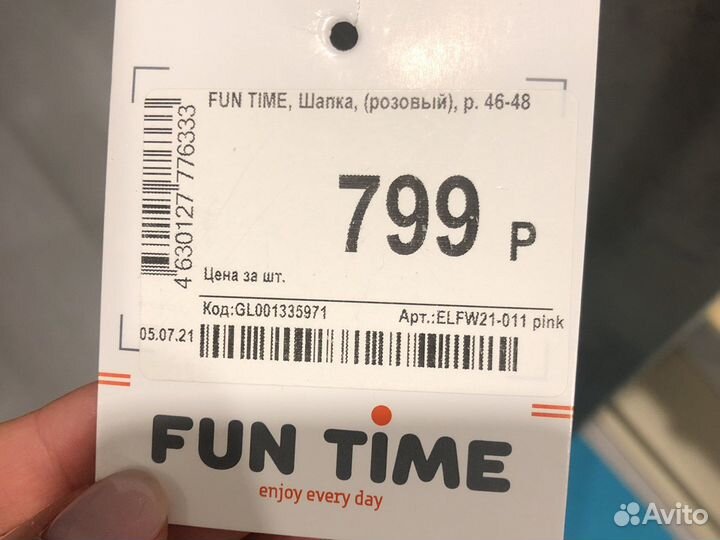 FUN TIME, Шапка, (розовый), р. 46-48
4 630127 776333
799 Р
Цена за шт.
Код:GL001335971 Арт.:ELFW21-011 pink
05.07.21
FUN TIME
enjoy every day
Avito